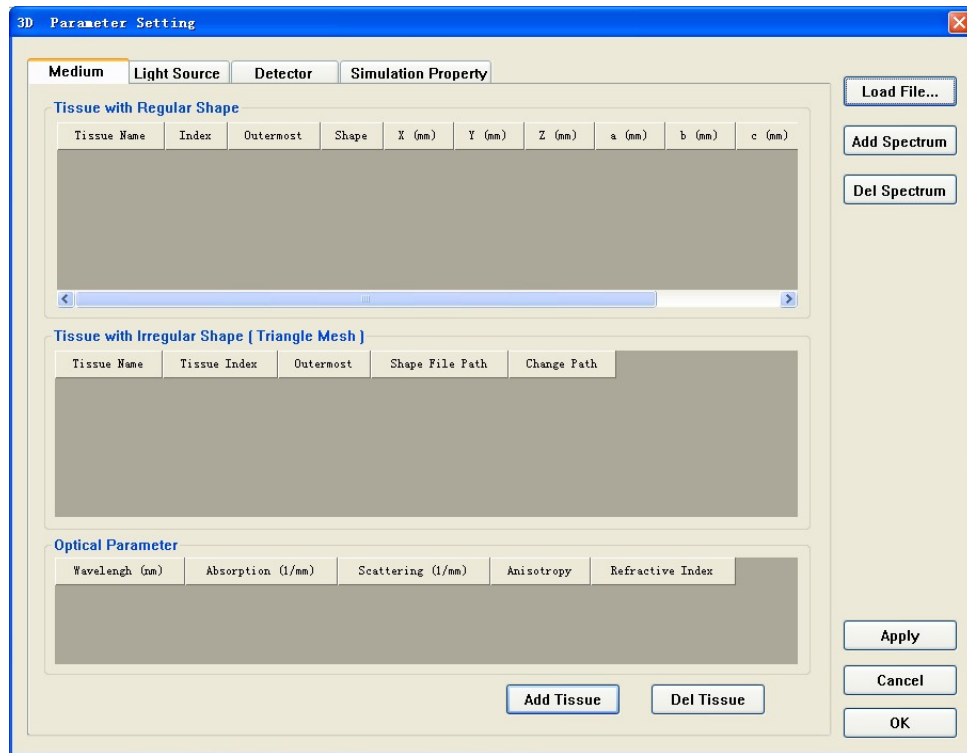 3D Parameter Setting
Medium Light Source Detector Simulation Property
Load File...
Add Spectrum
Del Spectrum
Tissue with Regular Shape
Tissue Name Index Outermost Shape X (mm) Y (mm) Z (mm) a (mm) b (mm) c (mm)
Tissue with Irregular Shape ( Triangle Mesh )
Tissue Name Tissue Index Outermost Shape File Path Change Path
Optical Parameter
Wavelengh (nm) Absorption (1/mm) Scattering (1/mm) Anisotropy Refractive Index
Add Tissue Del Tissue
Apply
Cancel
OK